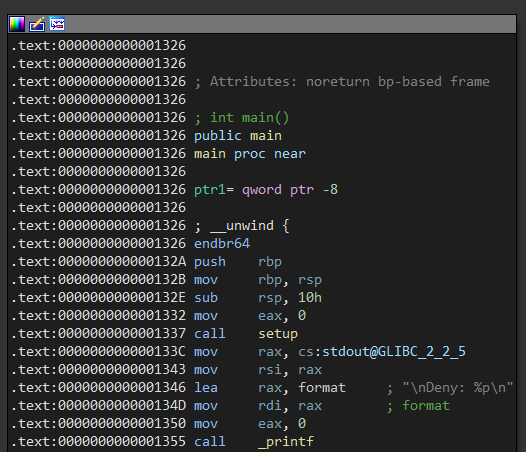 .text:0000000000001326
.text:0000000000001326
.text:0000000000001326 ; Attributes: noreturn bp-based frame
.text:0000000000001326
.text:0000000000001326 ; int main()
.text:0000000000001326 public main
.text:0000000000001326 main proc near
.text:0000000000001326
.text:0000000000001326 ptr1= qword ptr -8
.text:0000000000001326
.text:0000000000001326 ; __unwind {
.text:0000000000001326 endbr64
.text:000000000000132A push    rbp
.text:000000000000132B mov     rbp, rsp
.text:000000000000132E sub     rsp, 10h
.text:0000000000001332 mov     eax, 0
.text:0000000000001337 call    setup
.text:000000000000133C mov     rax, cs:stdout@GLIBC_2_2_5
.text:0000000000001343 mov     rsi, rax
.text:0000000000001346 lea     rax, format     ; "\nDeny: %p\n"
.text:000000000000134D mov     rdi, rax        ; format
.text:0000000000001350 mov     eax, 0
.text:0000000000001355 call    _printf